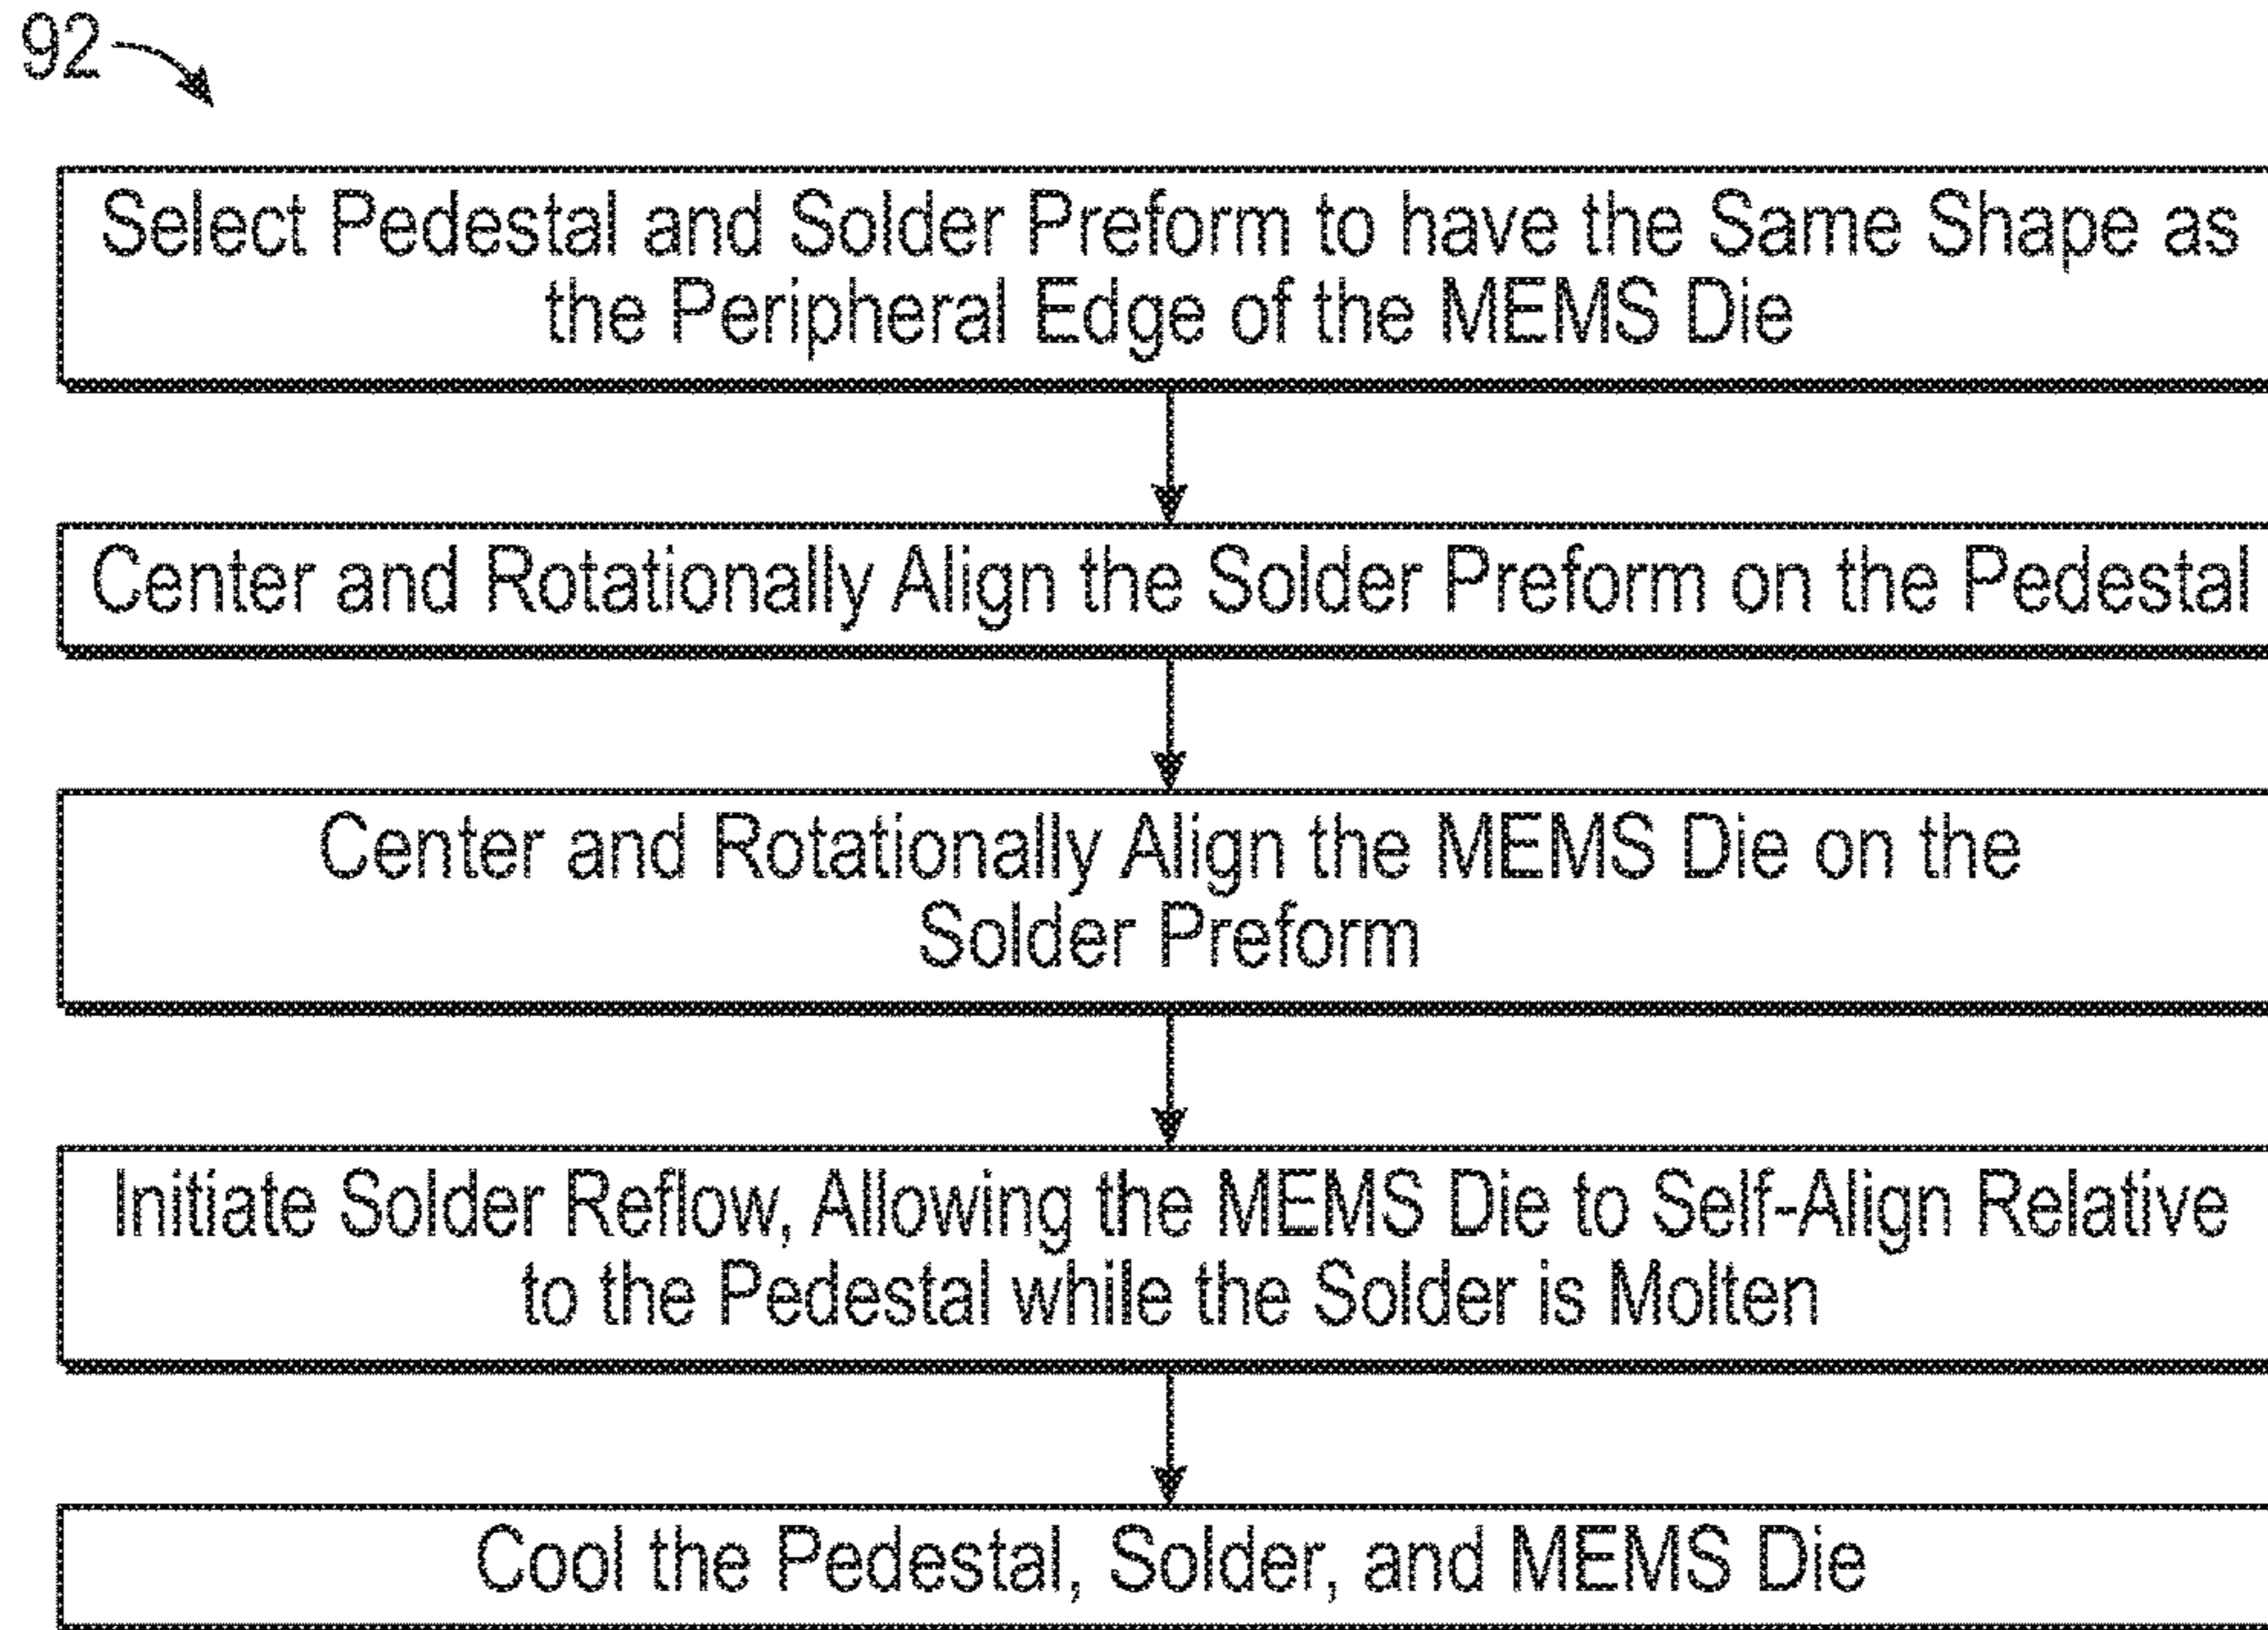 92
Select Pedestal and Solder Preform to have the Same Shape as
the Peripheral Edge of the MEMS Die
Center and Rotationally Align the Solder Preform on the Pedestal
Center and Rotationally Align the MEMS Die on the
Solder Preform
Initiate Solder Reflow, Allowing the MEMS Die to Self-Align Relative
to the Pedestal while the Solder is Molten
Cool the Pedestal, Solder, and MEMS Die